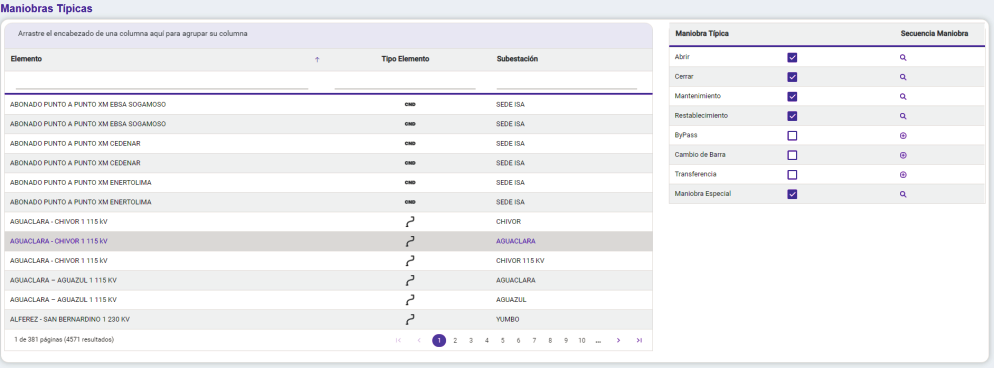 Maniobras Típicas
Arrastre el encabezado de una columna aquí para agrupar su columna
Elemento Tipo Elemento Subestación
ABONADO PUNTO A PUNTO XM EBSA SOGAMOSO CND SEDE ISA
ABONADO PUNTO A PUNTO XM EBSA SOGAMOSO CND SEDE ISA
ABONADO PUNTO A PUNTO XM CEDENAR CND SEDE ISA
ABONADO PUNTO A PUNTO XM CEDENAR CND SEDE ISA
ABONADO PUNTO A PUNTO XM ENERTOLIMA CND SEDE ISA
ABONADO PUNTO A PUNTO XM ENERTOLIMA CND SEDE ISA
AGUACLARA - CHIVOR 1 115 kV CHIVOR
AGUACLARA - CHIVOR 1 115 kV AGUACLARA
AGUACLARA - CHIVOR 1 115 kV CHIVOR 115 KV
AGUACLARA – AGUAZUL 1 115 KV AGUACLARA
AGUACLARA – AGUAZUL 1 115 KV AGUAZUL
ALFEREZ - SAN BERNARDINO 1 230 KV YUMBO
1 de 381 páginas (4571 resultados) 1 2 3 4 5 6 7 8 9 10 ...
Maniobra Típica Secuencia Maniobra
Abrir
Cerrar
Mantenimiento
Restablecimiento
ByPass
Cambio de Barra
Transferencia
Maniobra Especial